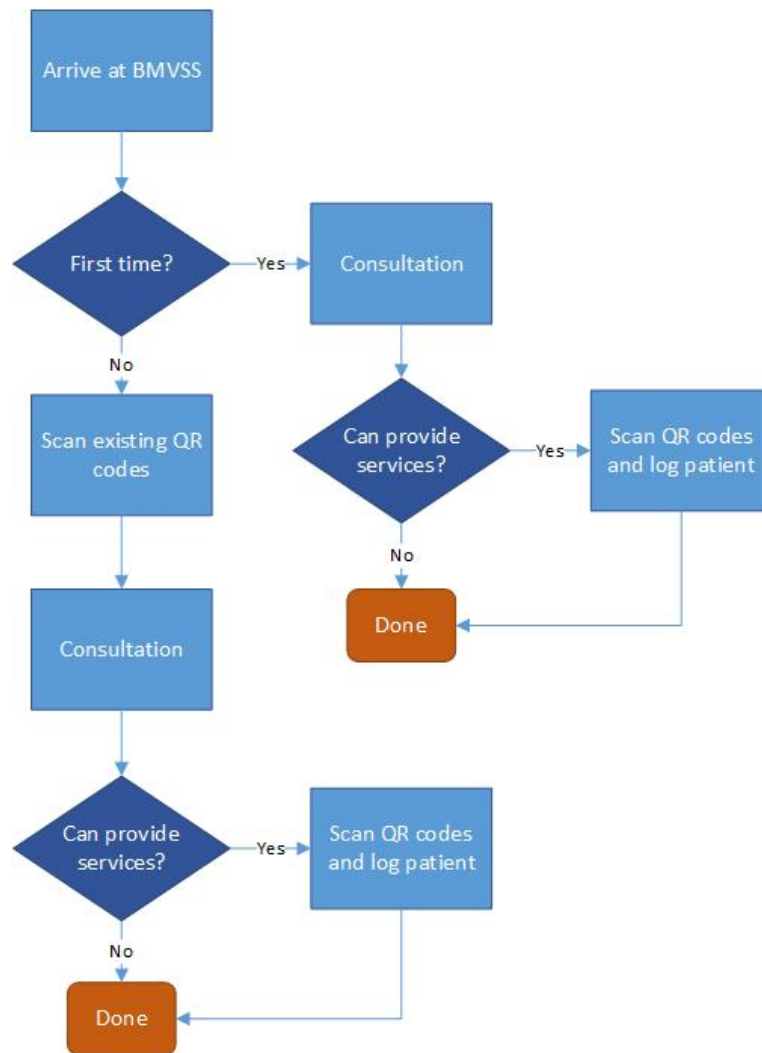 Arrive at BMVSS
First time?
Yes
Consultation
No
Scan existing QR
codes
Can provide
services?
Yes
Scan QR codes
and log patient
No
Done
Consultation
Can provide
services?
Yes
Scan QR codes
and log patient
No
Done